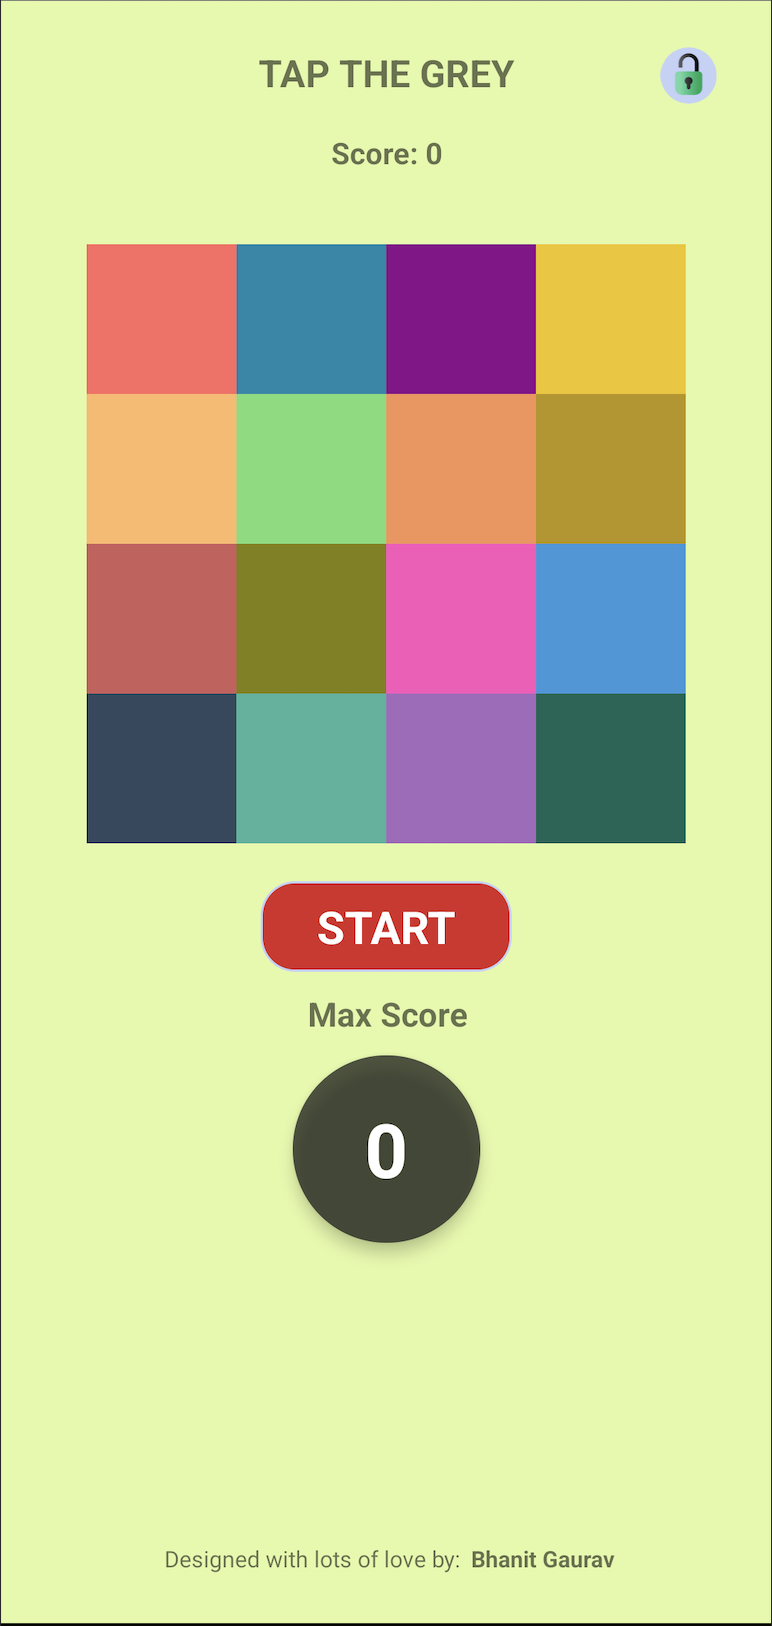 TAP THE GREY
Score: 0
START
Max Score
0
Designed with lots of love by: Bhanit Gaurav